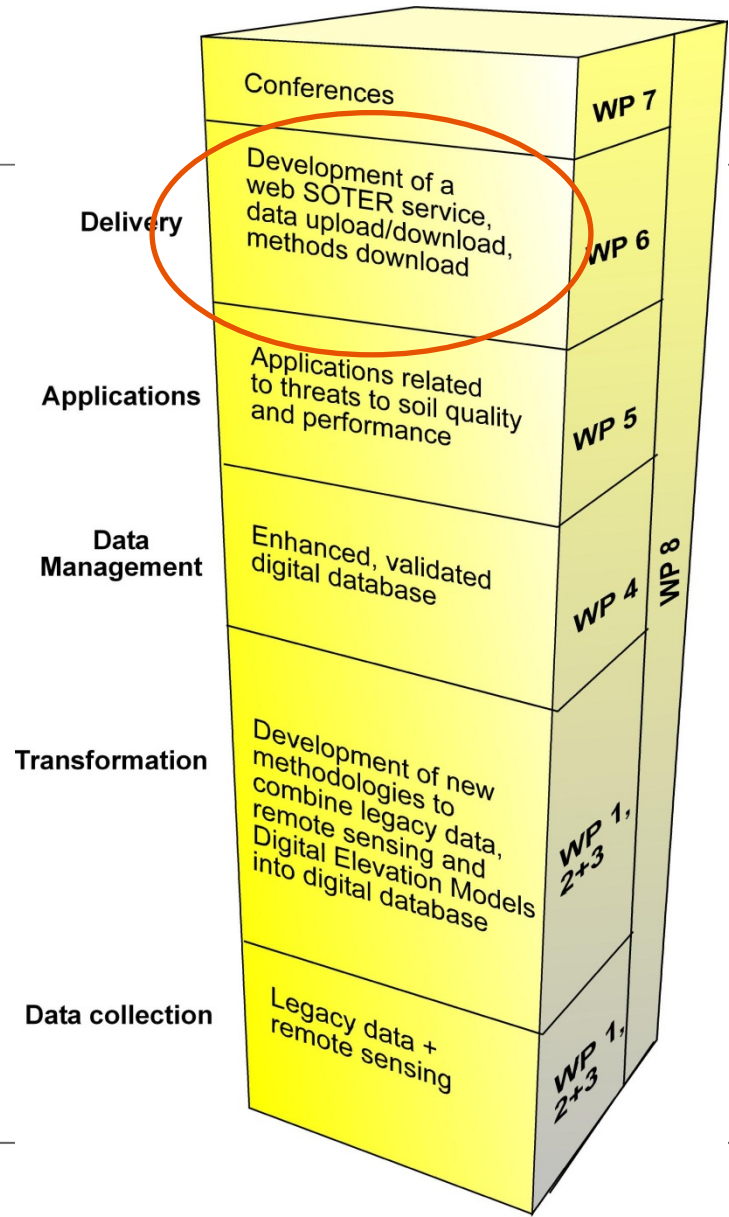 Conferences
WP 7
Delivery
Development of a
web SOTER service,
data upload/download,
methods download
WP 6
Applications
Applications related
to threats to soil quality
and performance
WP 5
Data
Management
Enhanced, validated
digital database
WP 4
WP 8
Transformation
Development of new
methodologies to
combine legacy data,
remote sensing and
Digital Elevation Models
into digital database
WP 1,
2+3
Data collection
Legacy data +
remote sensing
WP 1,
2+3